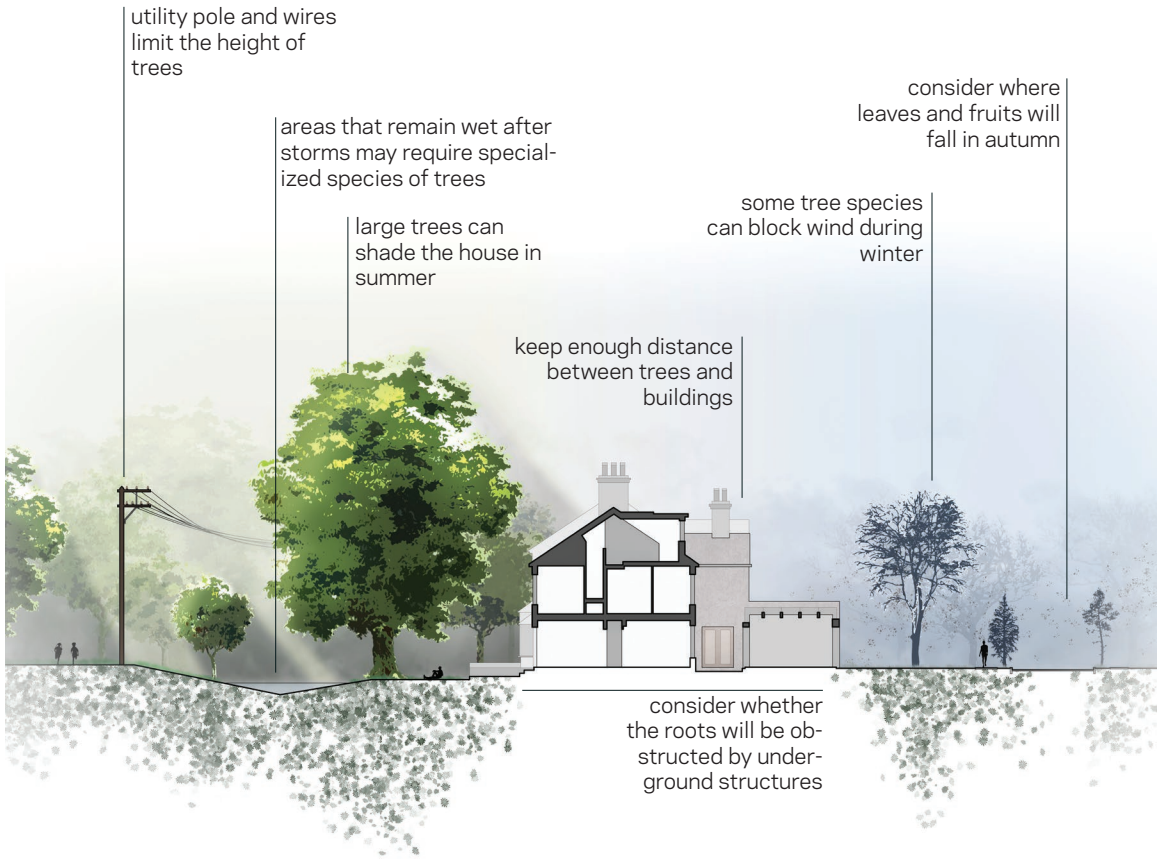 utility pole and wires
limit the height of
trees
areas that remain wet after
storms may require special-
ized species of trees
large trees can
shade the house in
summer
keep enough distance
between trees and
buildings
some tree species
can block wind during
winter
consider where
leaves and fruits will
fall in autumn
consider whether
the roots will be ob-
structed by under-
ground structures